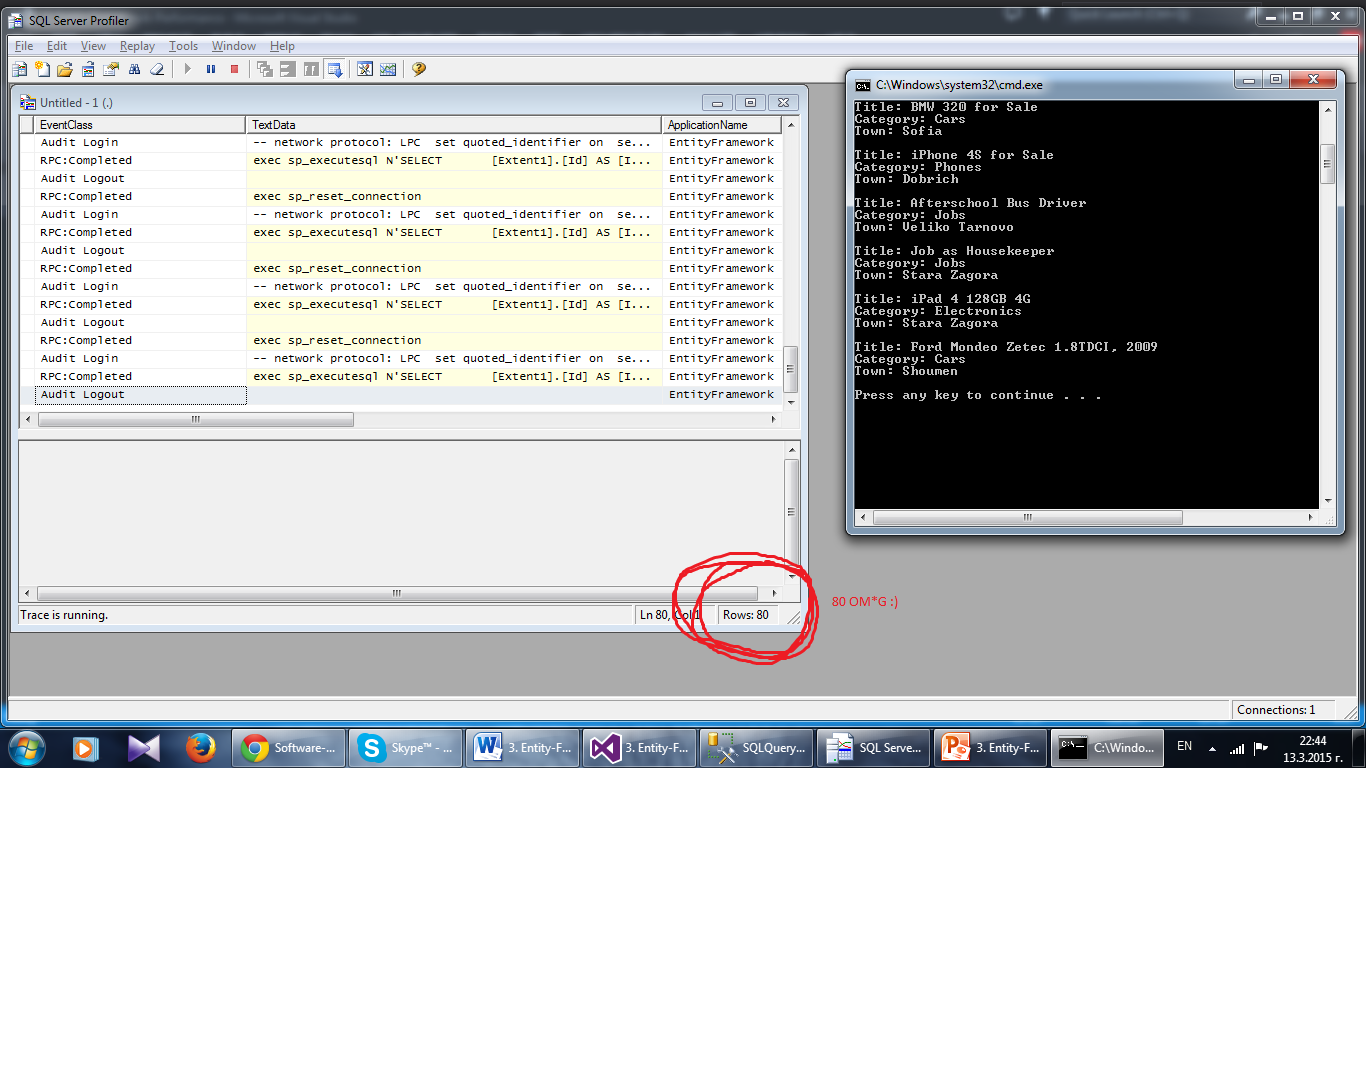 SQL Server Profiler
File Edit View Replay Tools Window Help
Untitled - 1 (.)
EventClass TextData ApplicationName
Audit Login -- network protocol: LPC set quoted_identifier on se... EntityFramework
RPC:Completed exec sp_executesql N'SELECT [Extent1].[Id] AS [I... EntityFramework
Audit Logout EntityFramework
RPC:Completed exec sp_reset_connection EntityFramework
Audit Login -- network protocol: LPC set quoted_identifier on se... EntityFramework
RPC:Completed exec sp_executesql N'SELECT [Extent1].[Id] AS [I... EntityFramework
Audit Logout EntityFramework
RPC:Completed exec sp_reset_connection EntityFramework
Audit Login -- network protocol: LPC set quoted_identifier on se... EntityFramework
RPC:Completed exec sp_executesql N'SELECT [Extent1].[Id] AS [I... EntityFramework
Audit Logout EntityFramework
RPC:Completed exec sp_reset_connection EntityFramework
Audit Login -- network protocol: LPC set quoted_identifier on se... EntityFramework
RPC:Completed exec sp_executesql N'SELECT [Extent1].[Id] AS [I... EntityFramework
Audit Logout EntityFramework
Trace is running. Ln 80, Col 1 Rows: 80
80 OM*G :)
C:\Windows\system32\cmd.exe
Title: BMW 320 for Sale
Category: Cars
Town: Sofia
Title: iPhone 4S for Sale
Category: Phones
Town: Dobrich
Title: Afterschool Bus Driver
Category: Jobs
Town: Veliko Tarnovo
Title: Job as Housekeeper
Category: Jobs
Town: Stara Zagora
Title: iPad 4 128GB 4G
Category: Electronics
Town: Stara Zagora
Title: Ford Mondeo Zetec 1.8TDCI, 2009
Category: Cars
Town: Shoumen
Press any key to continue . . .
Connections: 1
Software-... Skype™ - ... 3. Entity-F... 3. Entity-F... SQLQuery... SQL Serve... 3. Entity-F... C:\Windo... EN 22:44
13.3.2015 г.